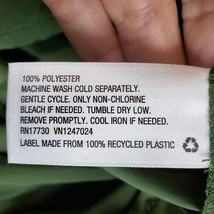 100% POLYESTER
MACHINE WASH COLD SEPARATELY.
GENTLE CYCLE. ONLY NON-CHLORINE
BLEACH IF NEEDED. TUMBLE DRY LOW.
REMOVE PROMPTLY. COOL IRON IF NEEDED.
RN17730 VN1247024
LABEL MADE FROM 100% RECYCLED PLASTIC